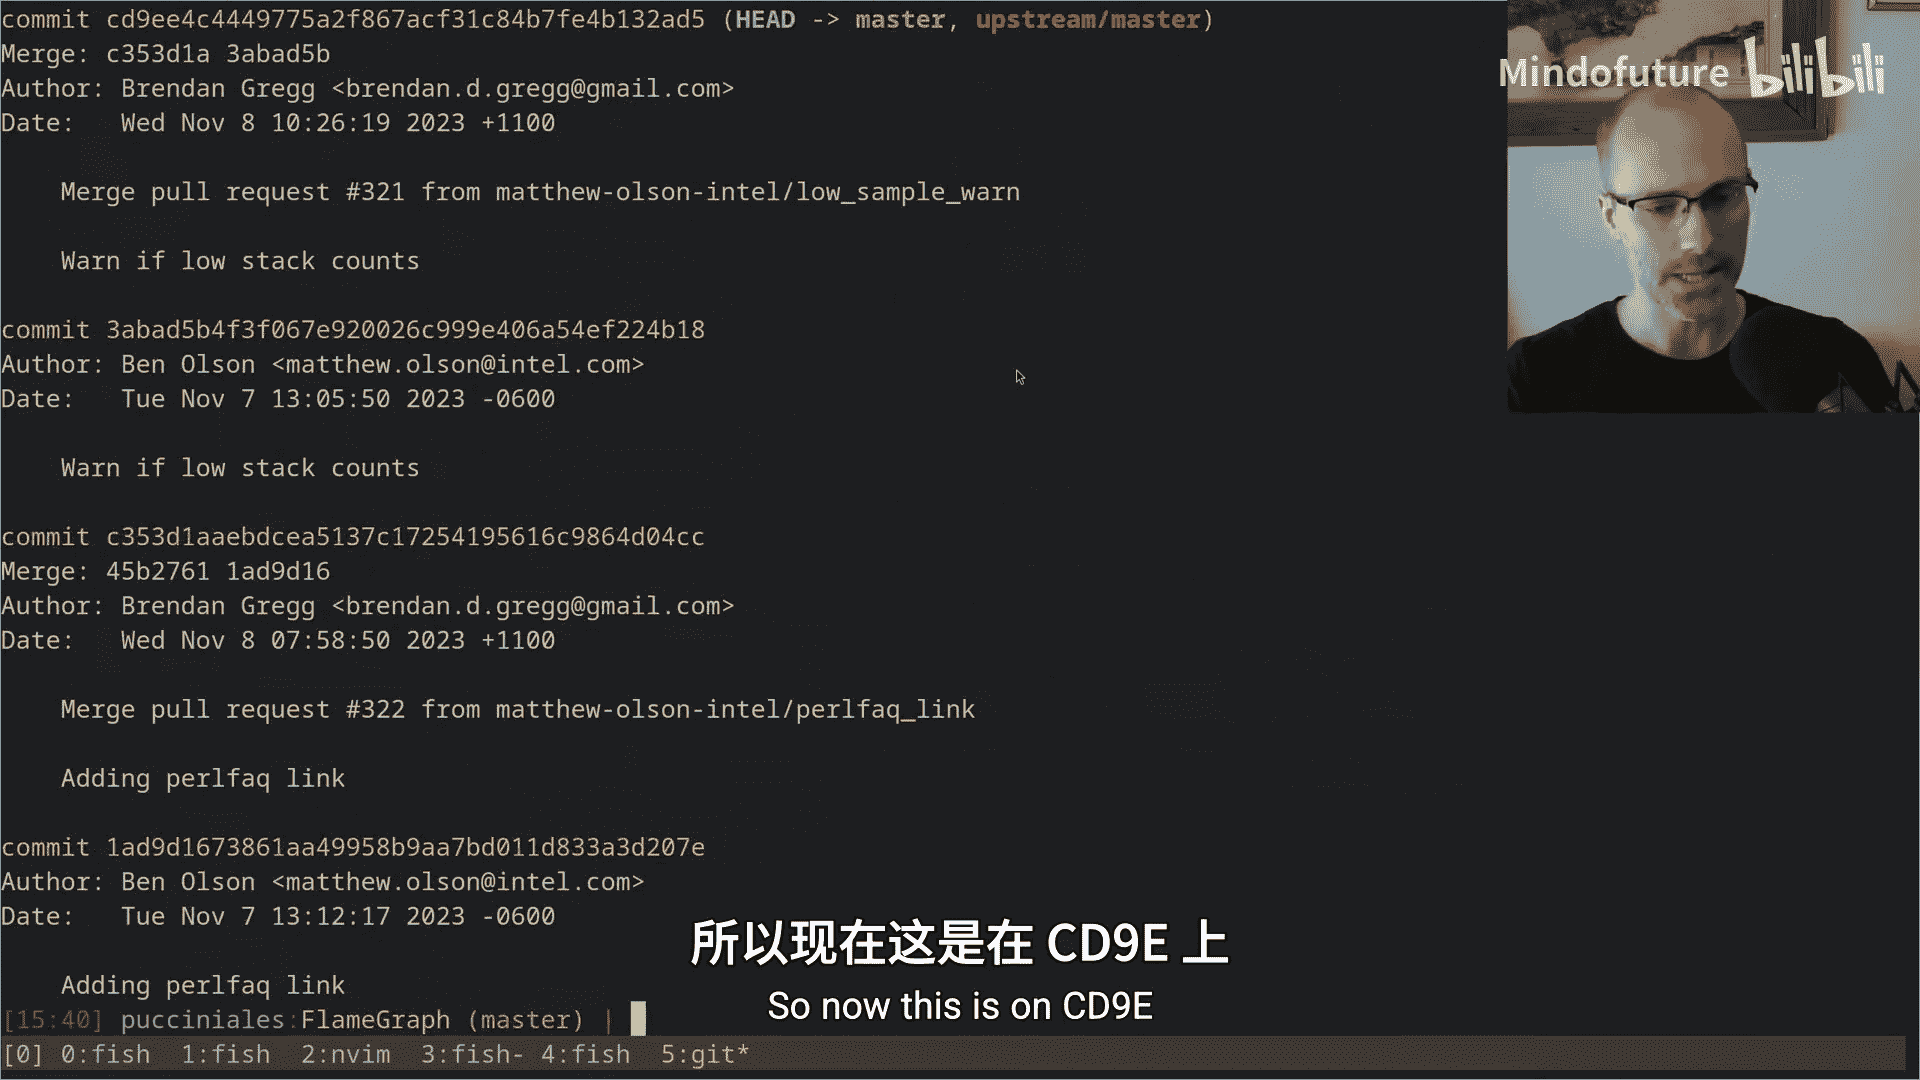 commit cd9ee4c4449775a2f867acf31c84b7fe4b132ad5 (HEAD -> master, upstream/master)
Merge: c353d1a 3abad5b
Author: Brendan Gregg <brendan.d.gregg@gmail.com>
Date:   Wed Nov 8 10:26:19 2023 +1100
Mindofuture bilibili
    Merge pull request #321 from matthew-olson-intel/low_sample_warn
    Warn if low stack counts
commit 3abad5b4f3f067e920026c999e406a54ef224b18
Author: Ben Olson <matthew.olson@intel.com>
Date:   Tue Nov 7 13:05:50 2023 -0600
    Warn if low stack counts
commit c353d1aaebdcea5137c17254195616c9864d04cc
Merge: 45b2761 1ad9d16
Author: Brendan Gregg <brendan.d.gregg@gmail.com>
Date:   Wed Nov 8 07:58:50 2023 +1100
    Merge pull request #322 from matthew-olson-intel/perlfaq_link
    Adding perlfaq link
commit 1ad9d1673861aa49958b9aa7bd011d833a3d207e
Author: Ben Olson <matthew.olson@intel.com>
Date:   Tue Nov 7 13:12:17 2023 -0600
    Adding perlfaq link
所以现在这是在 CD9E 上
So now this is on CD9E
[15:40] pucciniales:FlameGraph (master) |
[0] 0:fish  1:fish  2:nvim  3:fish- 4:fish  5:git*